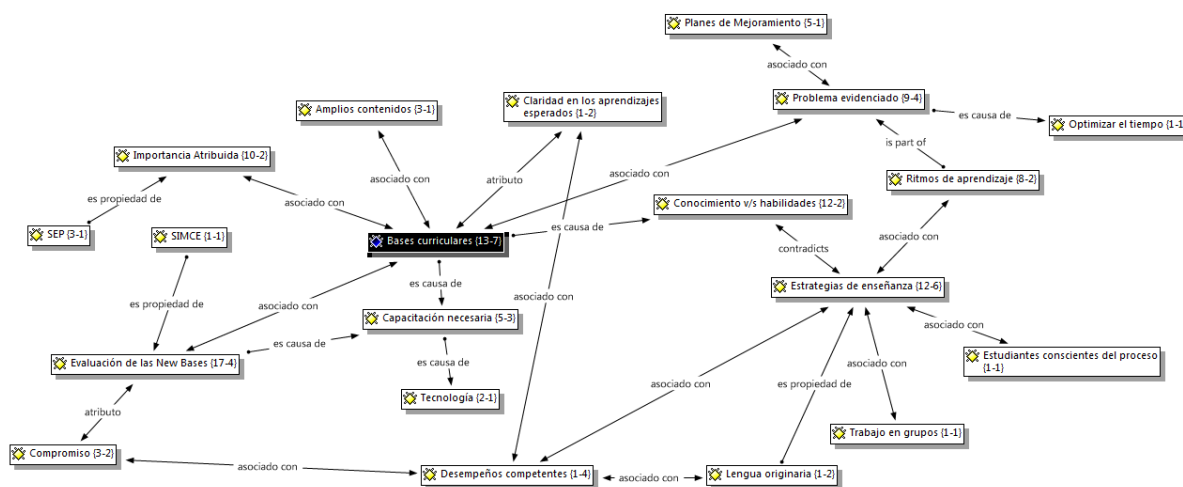 Planes de Mejoramiento {5-1}
asociado con
Claridad en los aprendizajes
esperados {1-2}
Problema evidenciado {9-4}
Amplios contenidos {3-1}
es causa de
Optimizar el tiempo {1-1
is part of
Importancia Atribuida {10-2}
asociado con
atributo
asociado con
Ritmos de aprendizaje {8-2}
es propiedad de
asociado con
Conocimiento v/s habilidades {12-2}
es causa de
SEP {3-1}
SIMCE {1-1}
Bases curriculares {13-7}
contradicts
asociado con
es causa de
Estrategias de enseñanza {12-6}
es propiedad de
asociado con
asociado con
Capacitación necesaria {5-3}
asociado con
es causa de
Evaluación de las New Bases {17-4}
es causa de
Estudiantes conscientes del proceso
{1-1}
asociado con
es propiedad de
asociado con
Tecnología {2-1}
atributo
Trabajo en grupos {1-1}
Compromiso {3-2}
asociado con
Desempeños competentes {1-4}
asociado con
Lengua originaria {1-2}